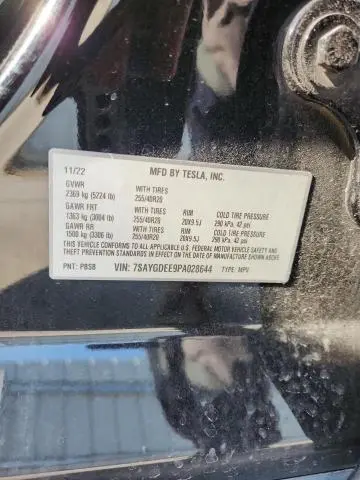 11/22 MFD BY TESLA, INC.
GVWR
2369 kg (5224 lb) WITH TIRES 255/40R20
GAWR FRT WITH TIRES RIM COLD TIRE PRESSURE
1363 kg (3004 lb) 255/40R20 20X9.5J 290 kPa, 42 psi
GAWR RR WITH TIRES RIM COLD TIRE PRESSURE
1500 kg (3306 lb) 255/40R20 20X9.5J 290 kPa, 42 psi
THIS VEHICLE CONFORMS TO ALL APPLICABLE U.S. FEDERAL MOTOR VEHICLE SAFETY AND
THEFT PREVENTION STANDARDS IN EFFECT ON THE DATE OF MANUFACTURE SHOWN ABOVE.
PNT: PBSB VIN: 7SAYGDEE9PA028644 TYPE: MPV